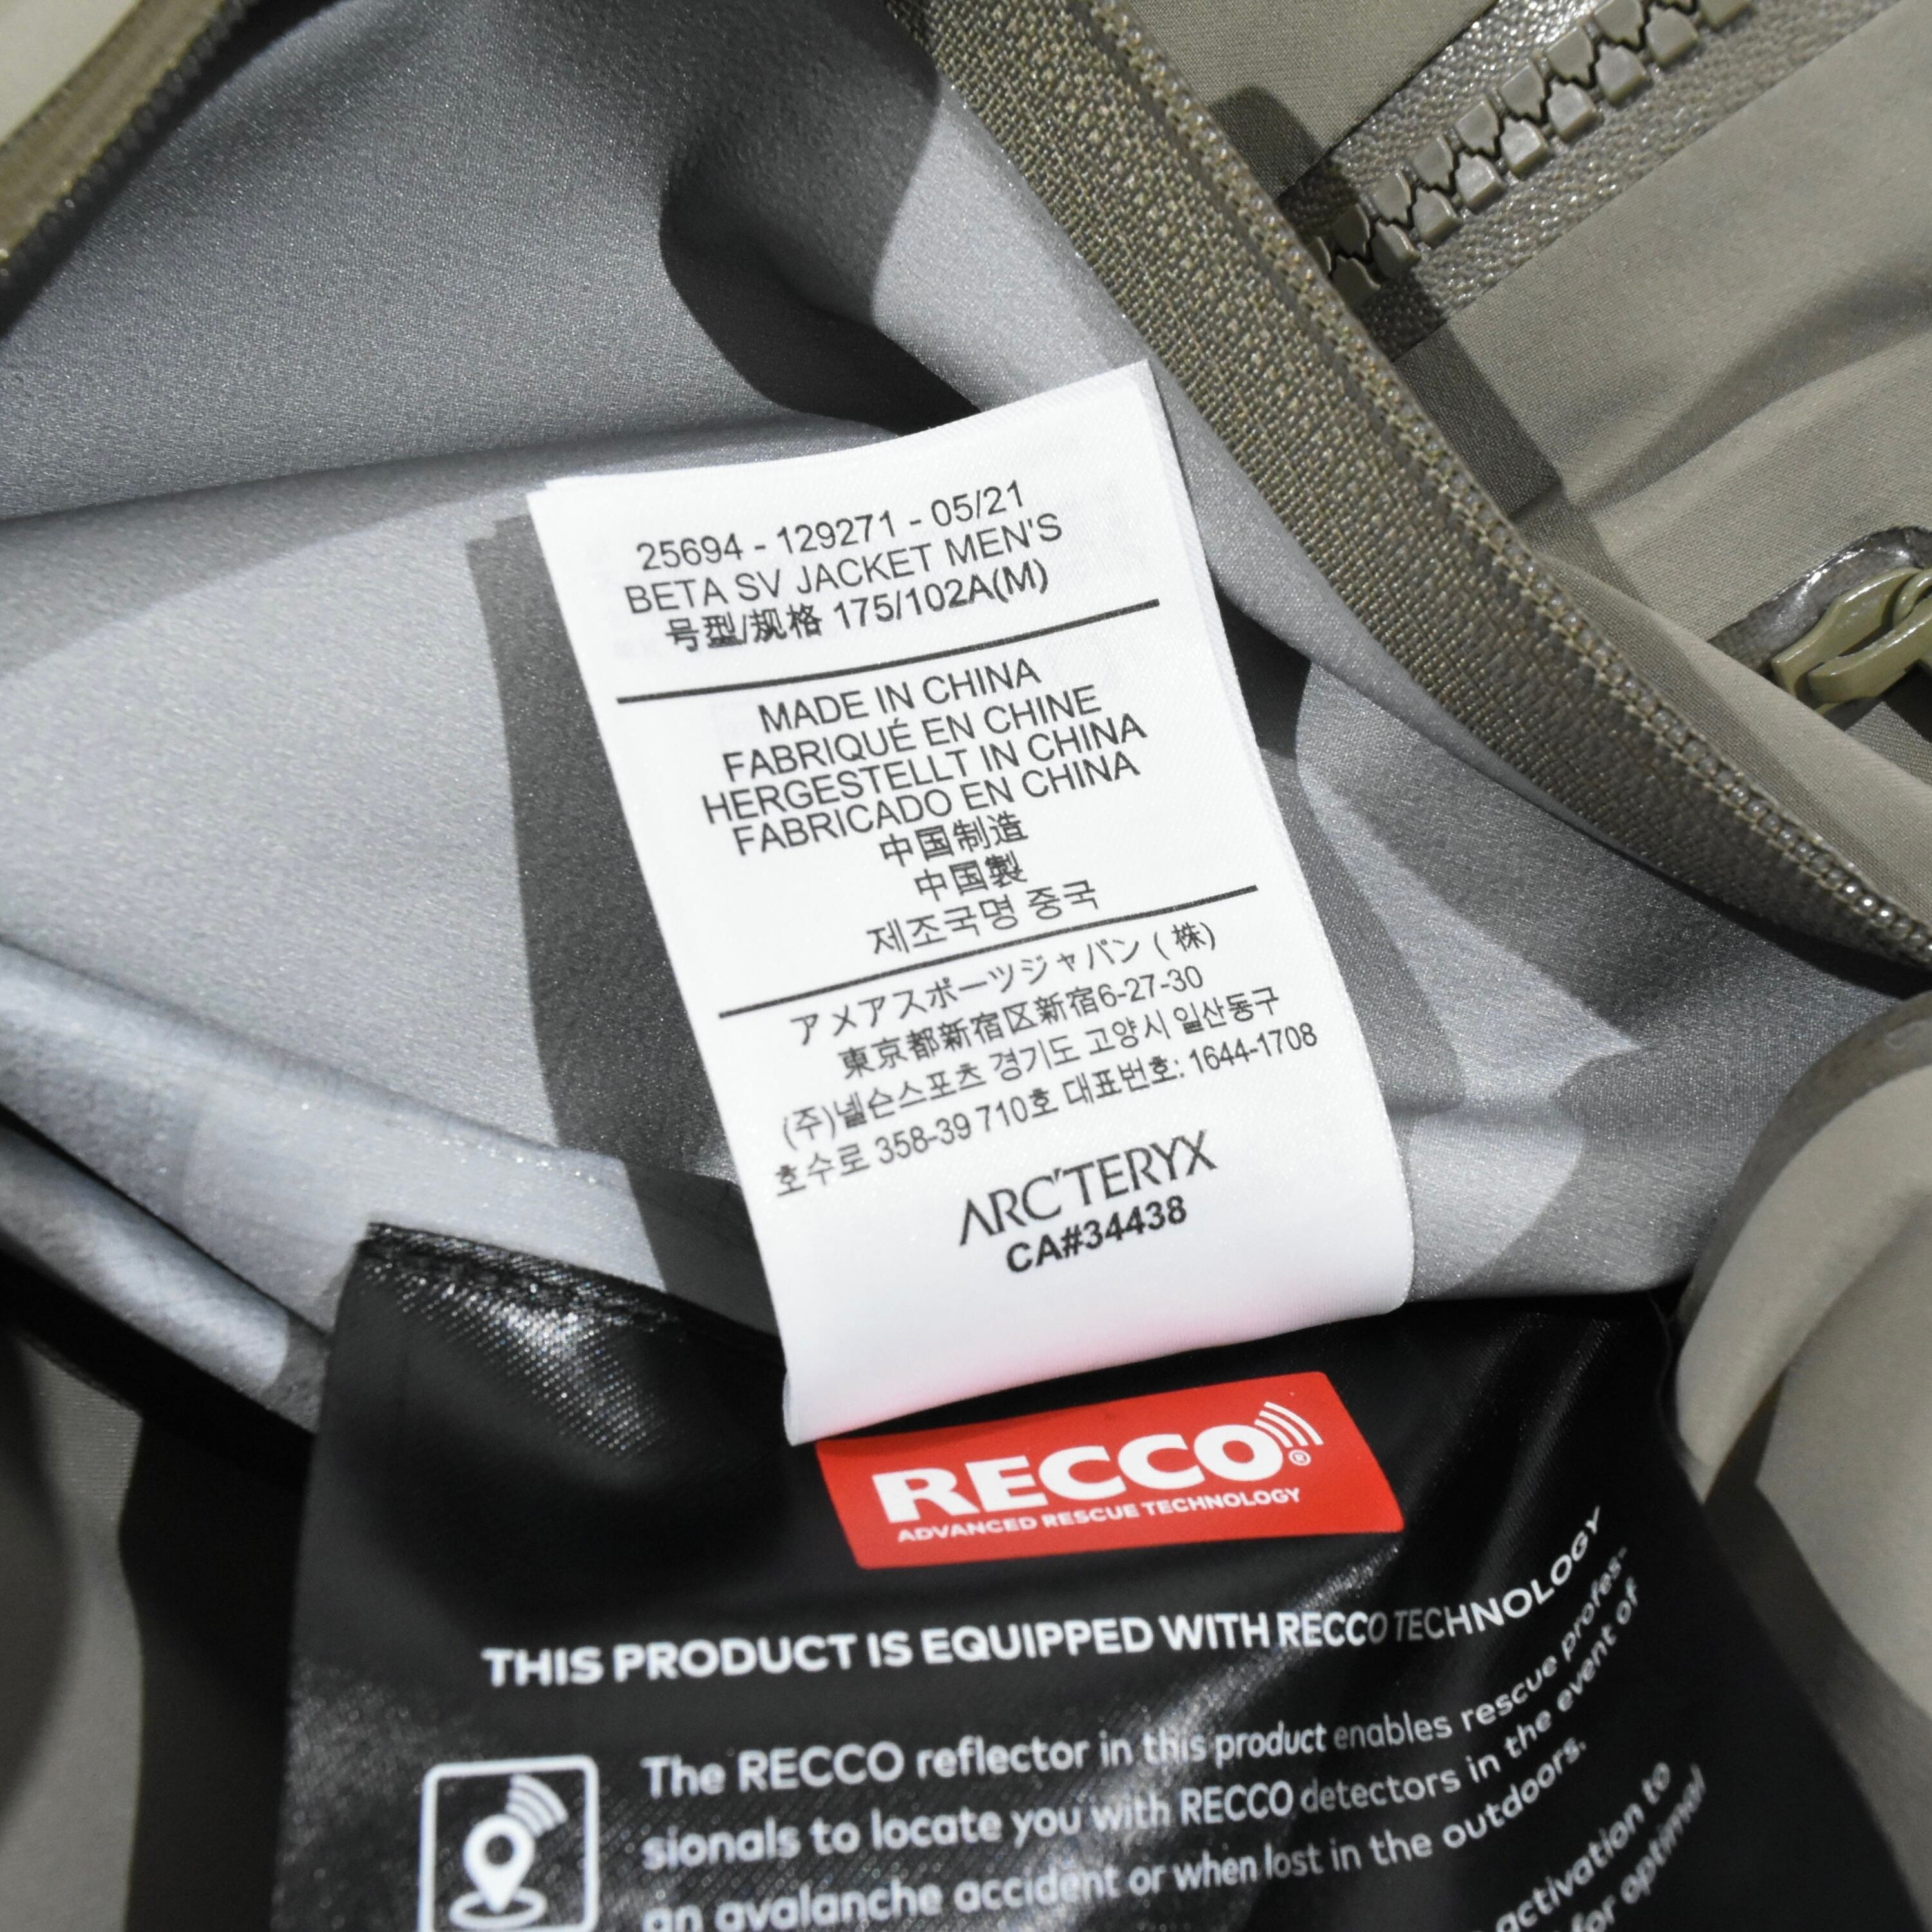 25694 - 129271 - 05/21
BETA SV JACKET MEN'S
号型/规格 175/102A(M)
MADE IN CHINA
FABRIQUÉ EN CHINE
HERGESTELLT IN CHINA
FABRICADO EN CHINA
中国制造
中国製
제조국명 중국
アメアスポーツジャパン ( 株)
東京都新宿区新宿6-27-30
(주)넬슨스포츠 경기도 고양시 일산동구
호수로 358-39 710호 대표번호: 1644-1708
ARC'TERYX
CA#34438
RECCO®
ADVANCED RESCUE TECHNOLOGY
THIS PRODUCT IS EQUIPPED WITH RECCO TECHNOLOGY
The RECCO reflector in this product enables rescue profes-
sionals to locate you with RECCO detectors in the event of
an avalanche accident or when lost in the outdoors.
activation to
for optimal